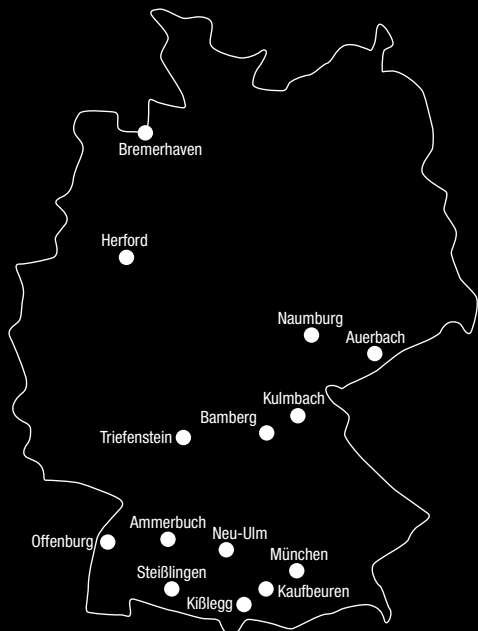 Bremerhaven
Herford
Naumburg
Auerbach
Kulmbach
Bamberg
Triefenstein
Ammerbuch
Offenburg
Neu-Ulm
München
Steißlingen
Kaufbeuren
Kißlegg